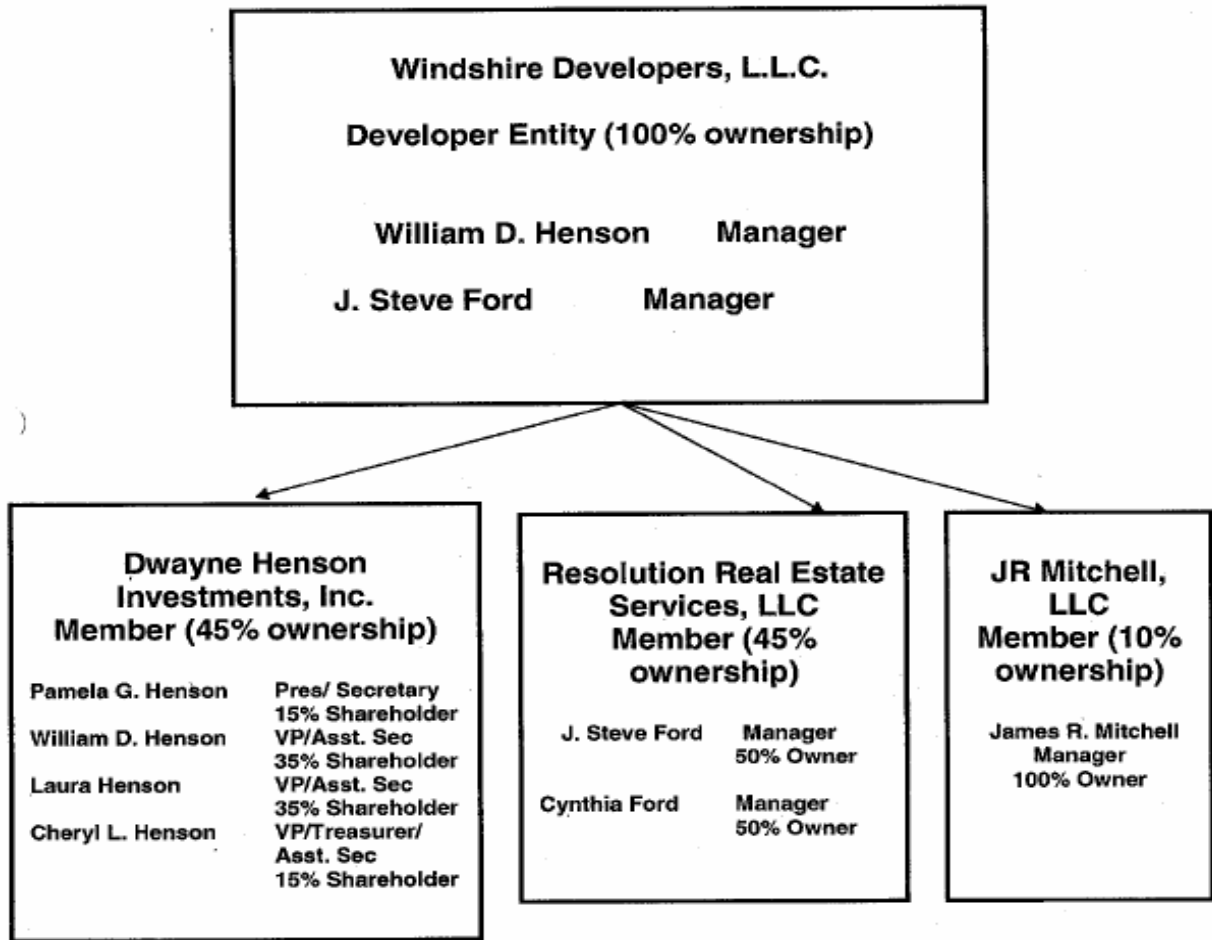 Windshire Developers, L.L.C.
Developer Entity (100% ownership)
William D. Henson Manager
J. Steve Ford Manager
Dwayne Henson
Investments, Inc.
Member (45% ownership)
Pamela G. Henson Pres/ Secretary
15% Shareholder
William D. Henson VP/Asst. Sec
35% Shareholder
Laura Henson VP/Asst. Sec
35% Shareholder
Cheryl L. Henson VP/Treasurer/
Asst. Sec
15% Shareholder
Resolution Real Estate
Services, LLC
Member (45%
ownership)
J. Steve Ford Manager
50% Owner
Cynthia Ford Manager
50% Owner
JR Mitchell,
LLC
Member (10%
ownership)
James R. Mitchell
Manager
100% Owner